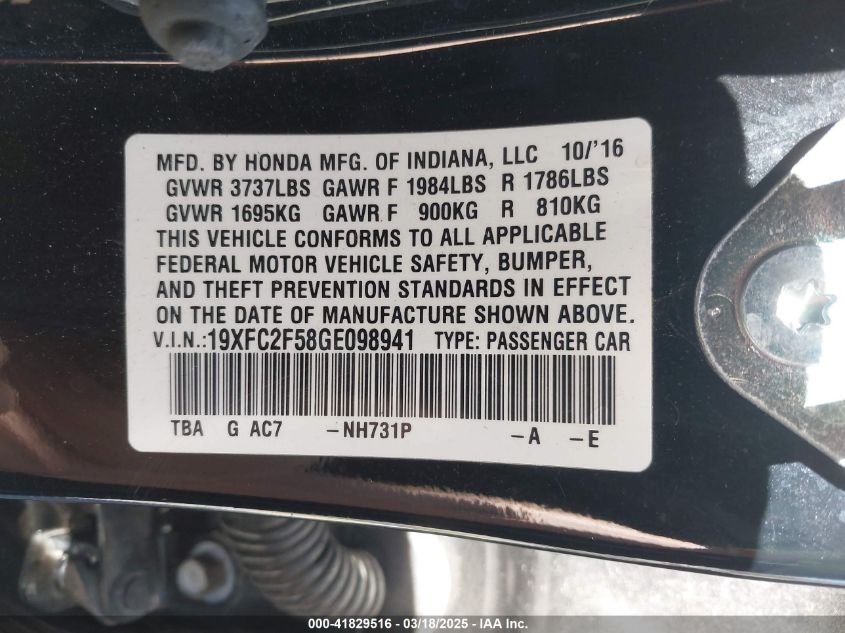 MFD. BY HONDA MFG. OF INDIANA, LLC 10/'16
GVWR 3737LBS GAWR F 1984LBS R 1786LBS
GVWR 1695KG GAWR F 900KG R 810KG
THIS VEHICLE CONFORMS TO ALL APPLICABLE
FEDERAL MOTOR VEHICLE SAFETY, BUMPER,
AND THEFT PREVENTION STANDARDS IN EFFECT
ON THE DATE OF MANUFACTURE SHOWN ABOVE.
V.I.N.:19XFC2F58GE098941 TYPE: PASSENGER CAR
TBA G AC7 -NH731P -A -E
000-41829516 - 03/18/2025 - IAA Inc.